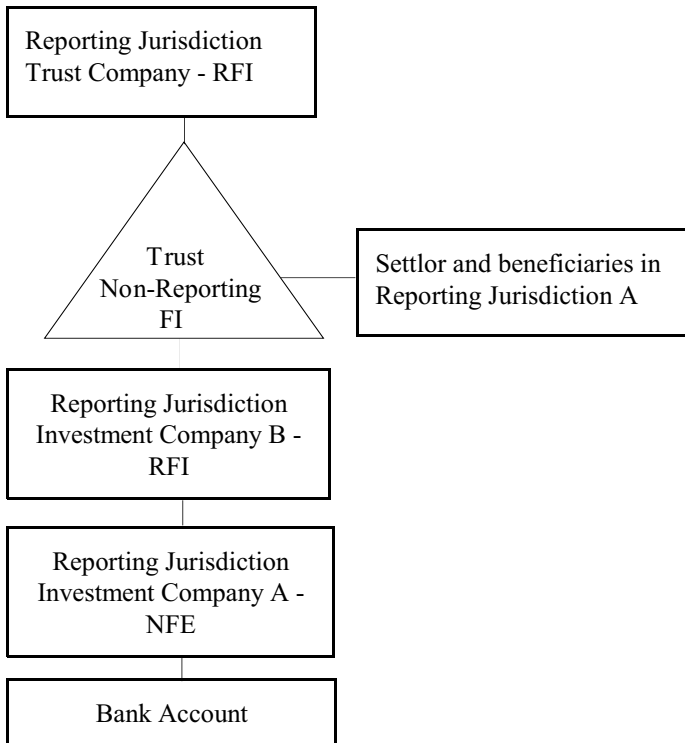 Reporting Jurisdiction
Trust Company - RFI
Trust
Non-Reporting
FI
Settlor and beneficiaries in
Reporting Jurisdiction A
Reporting Jurisdiction
Investment Company B -
RFI
Reporting Jurisdiction
Investment Company A -
NFE
Bank Account